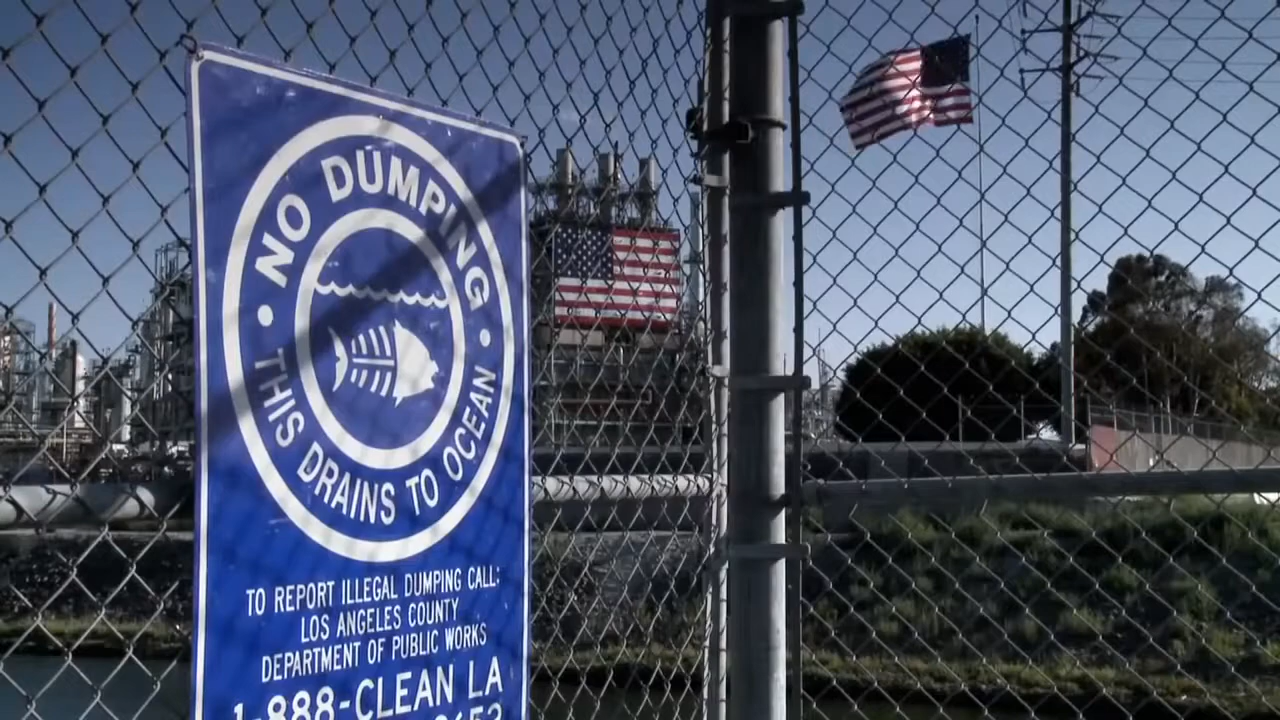 NO DUMPING
THIS DRAINS TO OCEAN
TO REPORT ILLEGAL DUMPING CALL:
LOS ANGELES COUNTY
DEPARTMENT OF PUBLIC WORKS
1-888-CLEAN LA